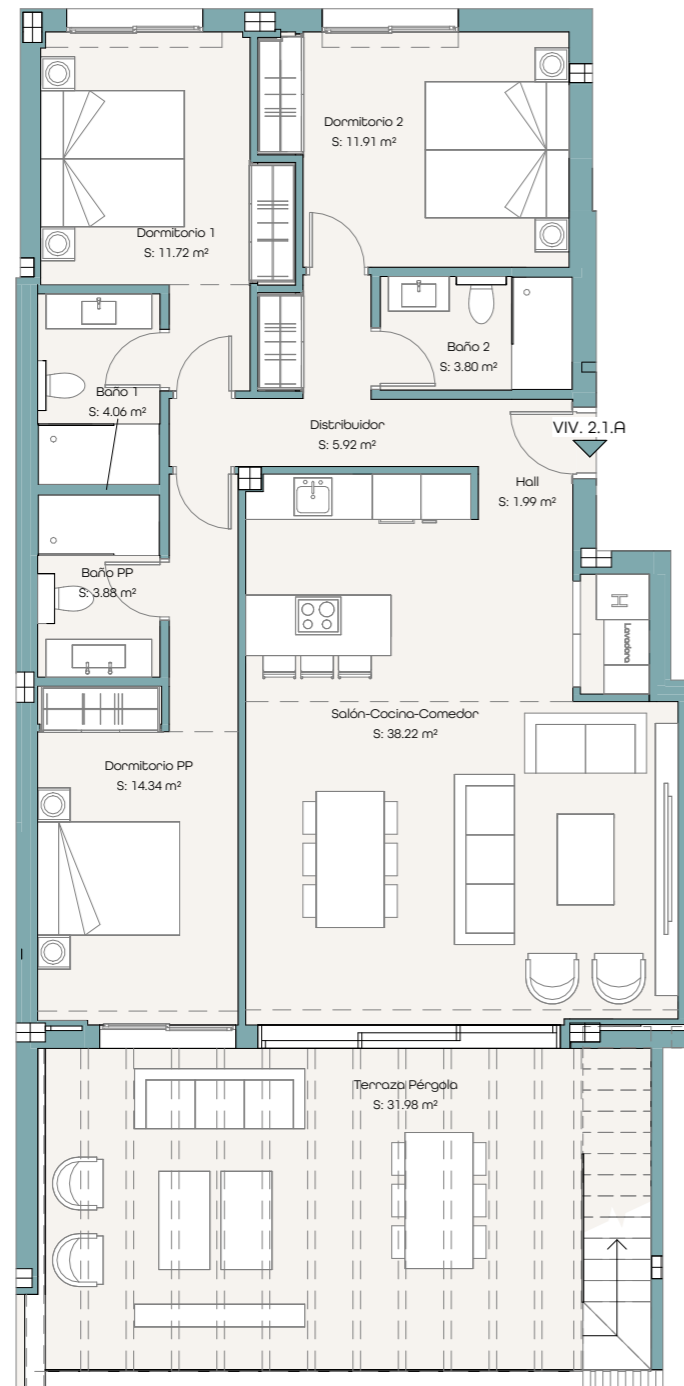 Dormitorio 2
S: 11.91 m²
Dormitorio 1
S: 11.72 m²
Baño 2
S: 3.80 m²
Baño 1
S: 4.06 m²
Distribuidor
S: 5.92 m²
VIV. 2.1.A
Hall
S: 1.99 m²
Baño PP
S: 3.88 m²
H
Lavadora
Salón-Cocina-Comedor
S: 38.22 m²
Dormitorio PP
S: 14.34 m²
Terraza Pérgola
S: 31.98 m²